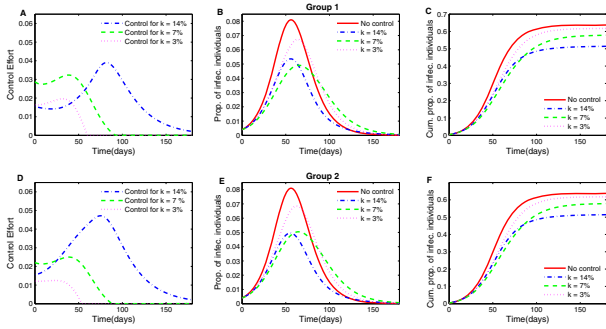 Group 1
A
Control for k = 14%
Control for k = 7%
Control for k = 3%
Control Effort
0.06
0.05
0.04
0.03
0.02
0.01
0
0 50 100 150
Time(days)
B
No control
k = 14%
k = 7%
k = 3%
Prop. of infec. individuals
0.08
0.07
0.06
0.05
0.04
0.03
0.02
0.01
0
0 50 100 150
Time(days)
C
No control
k = 14%
k = 7%
k = 3%
Cum. prop. of infec. individuals
0.7
0.6
0.5
0.4
0.3
0.2
0.1
0
0 50 100 150
Time(days)
Group 2
D
Control for k = 14%
Control for k = 7 %
Control for k = 3%
Control Effort
0.06
0.05
0.04
0.03
0.02
0.01
0
0 50 100 150
Time(days)
E
No control
k = 14%
k = 7%
k = 3%
Prop. of infec. individuals
0.08
0.07
0.06
0.05
0.04
0.03
0.02
0.01
0
0 50 100 150
Time(days)
F
No control
k = 14%
k = 7%
k = 3%
Cum. prop. of infec. individuals
0.7
0.6
0.5
0.4
0.3
0.2
0.1
0
0 50 100 150
Time(days)